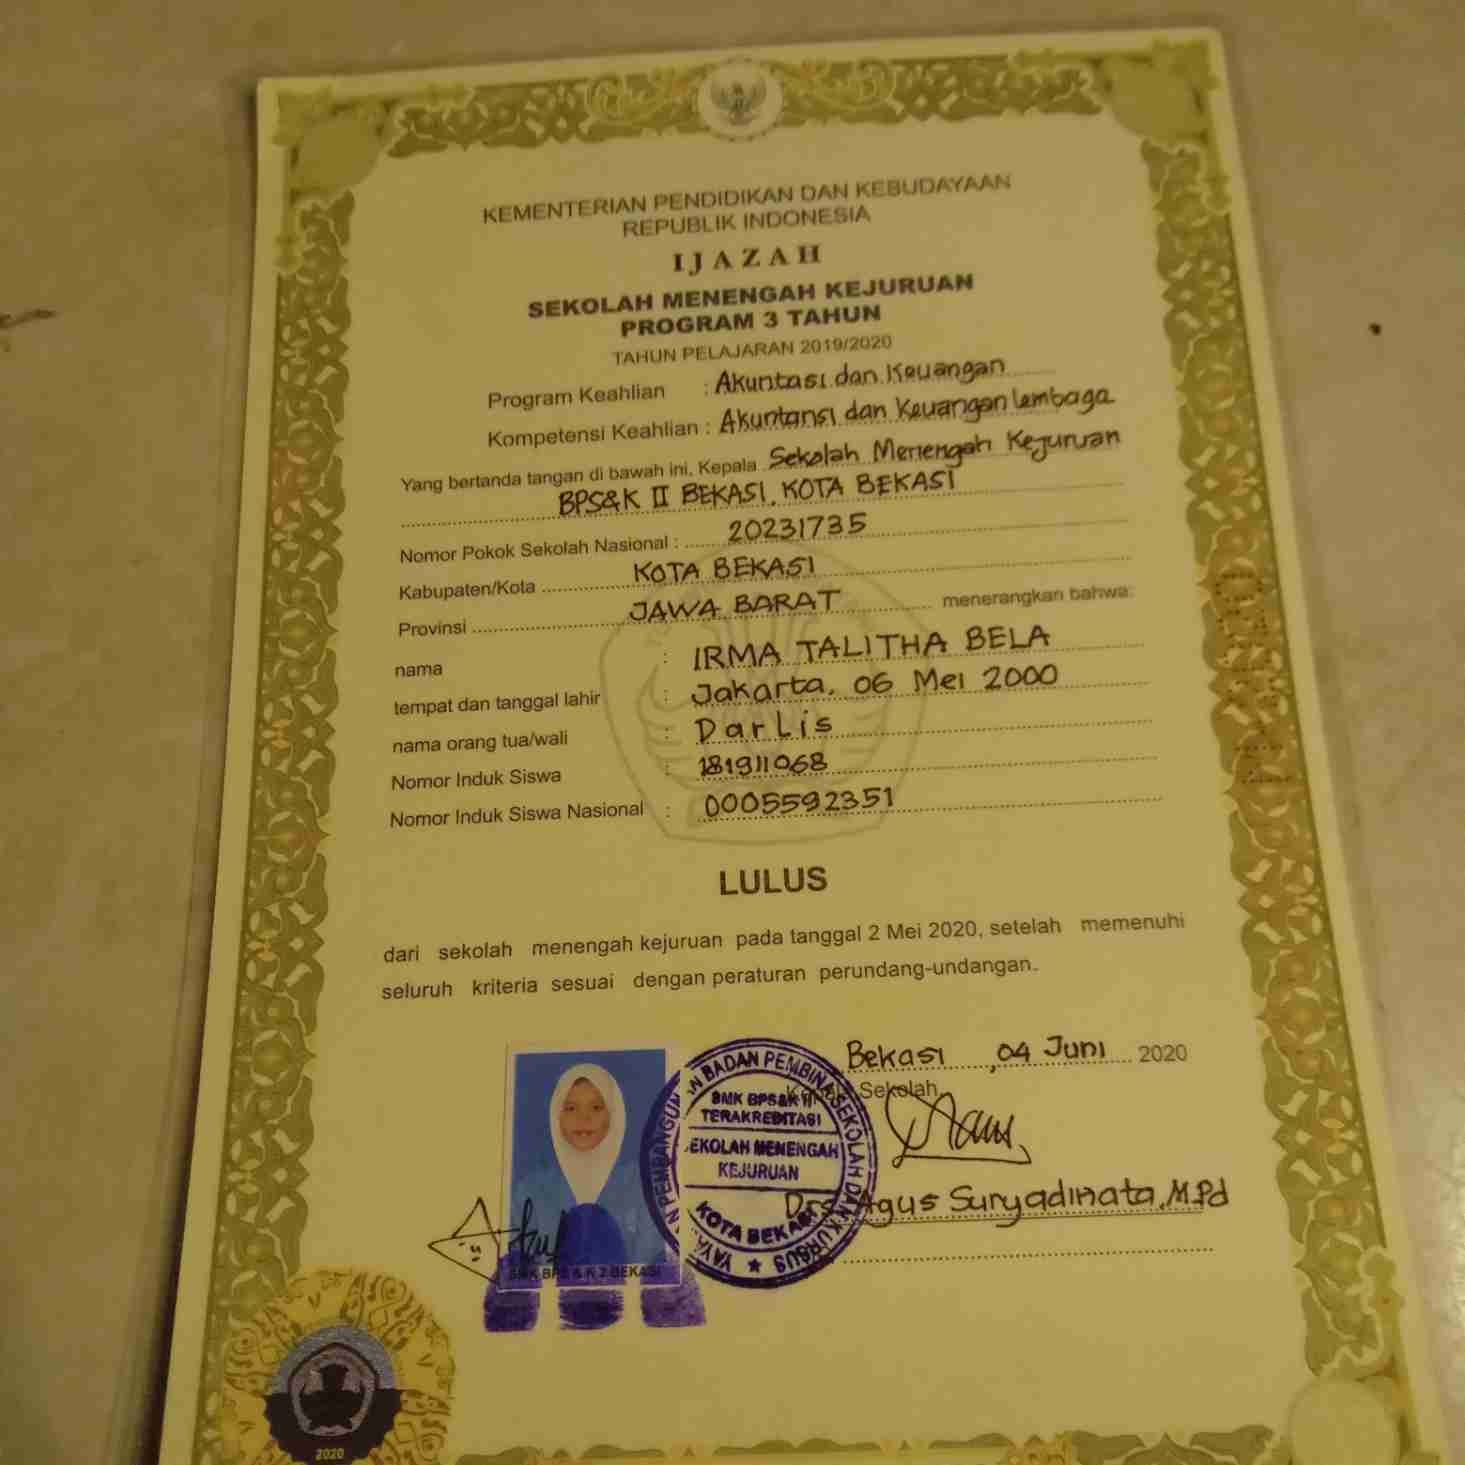 KEMENTERIAN PENDIDIKAN DAN KEBUDAYAAN
REPUBLIK INDONESIA
IJAZAH
SEKOLAH MENENGAH KEJURUAN
PROGRAM 3 TAHUN
TAHUN PELAJARAN 2019/2020
Program Keahlian : Akuntasi dan Keuangan
Kompetensi Keahlian : Akuntansi dan Keuangan lembaga
Yang bertanda tangan di bawah ini, Kepala Sekolah Menengah Kejuruan
BPS&K II BEKASI, KOTA BEKASI
Nomor Pokok Sekolah Nasional : 20231735
Kabupaten/Kota KOTA BEKASI
Provinsi JAWA BARAT menerangkan bahwa:
nama : IRMA TALITHA BELA
tempat dan tanggal lahir : Jakarta, 06 Mei 2000
nama orang tua/wali : Darlis
Nomor Induk Siswa : 181911068
Nomor Induk Siswa Nasional : 0005592351
LULUS
dari sekolah menengah kejuruan pada tanggal 2 Mei 2020, setelah memenuhi
seluruh kriteria sesuai dengan peraturan perundang-undangan.
Bekasi, 04 Juni 2020
Kepala Sekolah
BADAN PEMBINA SEKOLAH DAN KURSUS
SMK BPS&K II
TERAKREDITASI
SEKOLAH MENENGAH
KEJURUAN
KOTA BEKASI
Drs Agus Suryadinata, M.Pd
SMK BPS & K 2 BEKASI
2020